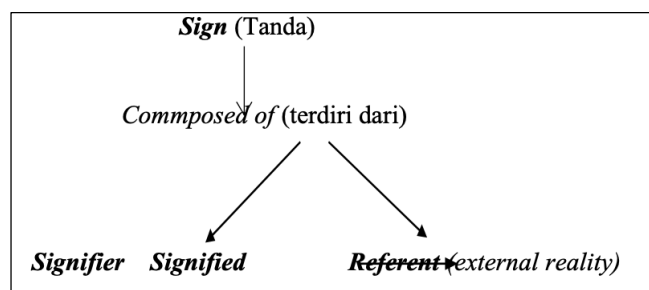 Sign (Tanda)
Commposed of (terdiri dari)
Signifier Signified Referent (external reality)